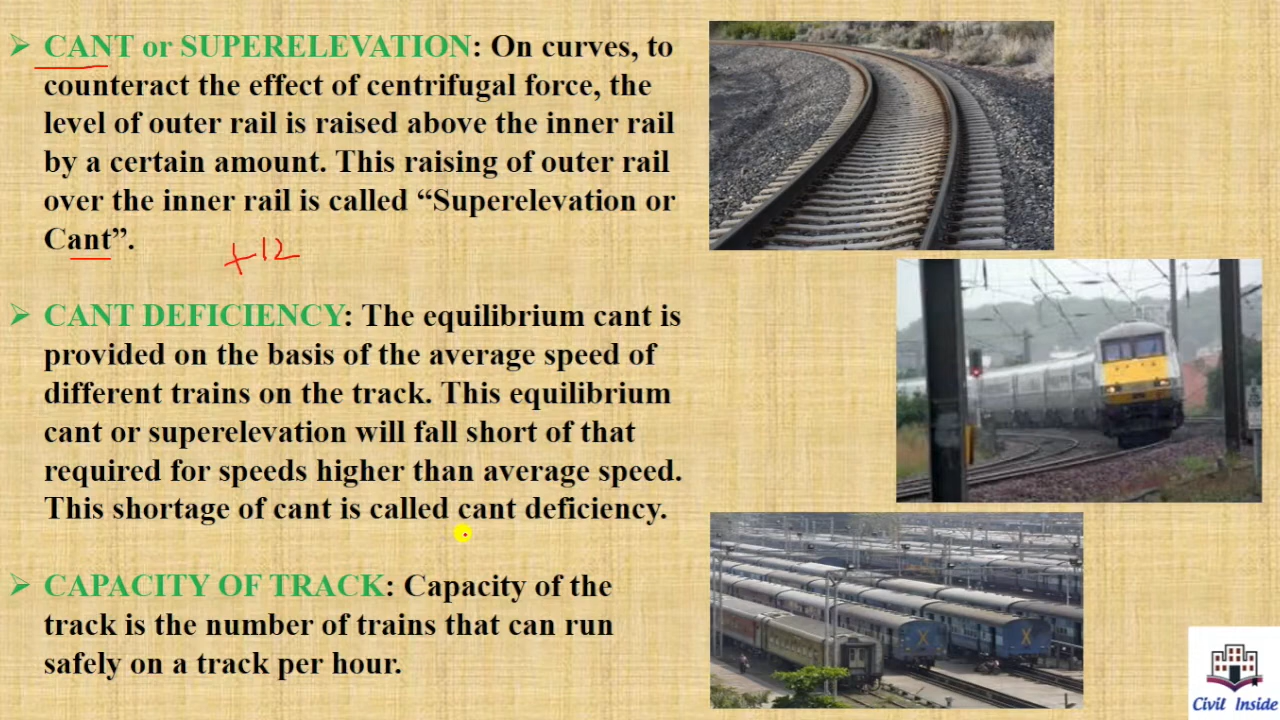 CANT or SUPERELEVATION: On curves, to
counteract the effect of centrifugal force, the
level of outer rail is raised above the inner rail
by a certain amount. This raising of outer rail
over the inner rail is called “Superelevation or
Cant”.
+12
CANT DEFICIENCY: The equilibrium cant is
provided on the basis of the average speed of
different trains on the track. This equilibrium
cant or superelevation will fall short of that
required for speeds higher than average speed.
This shortage of cant is called cant deficiency.
CAPACITY OF TRACK: Capacity of the
track is the number of trains that can run
safely on a track per hour.
Civil Inside